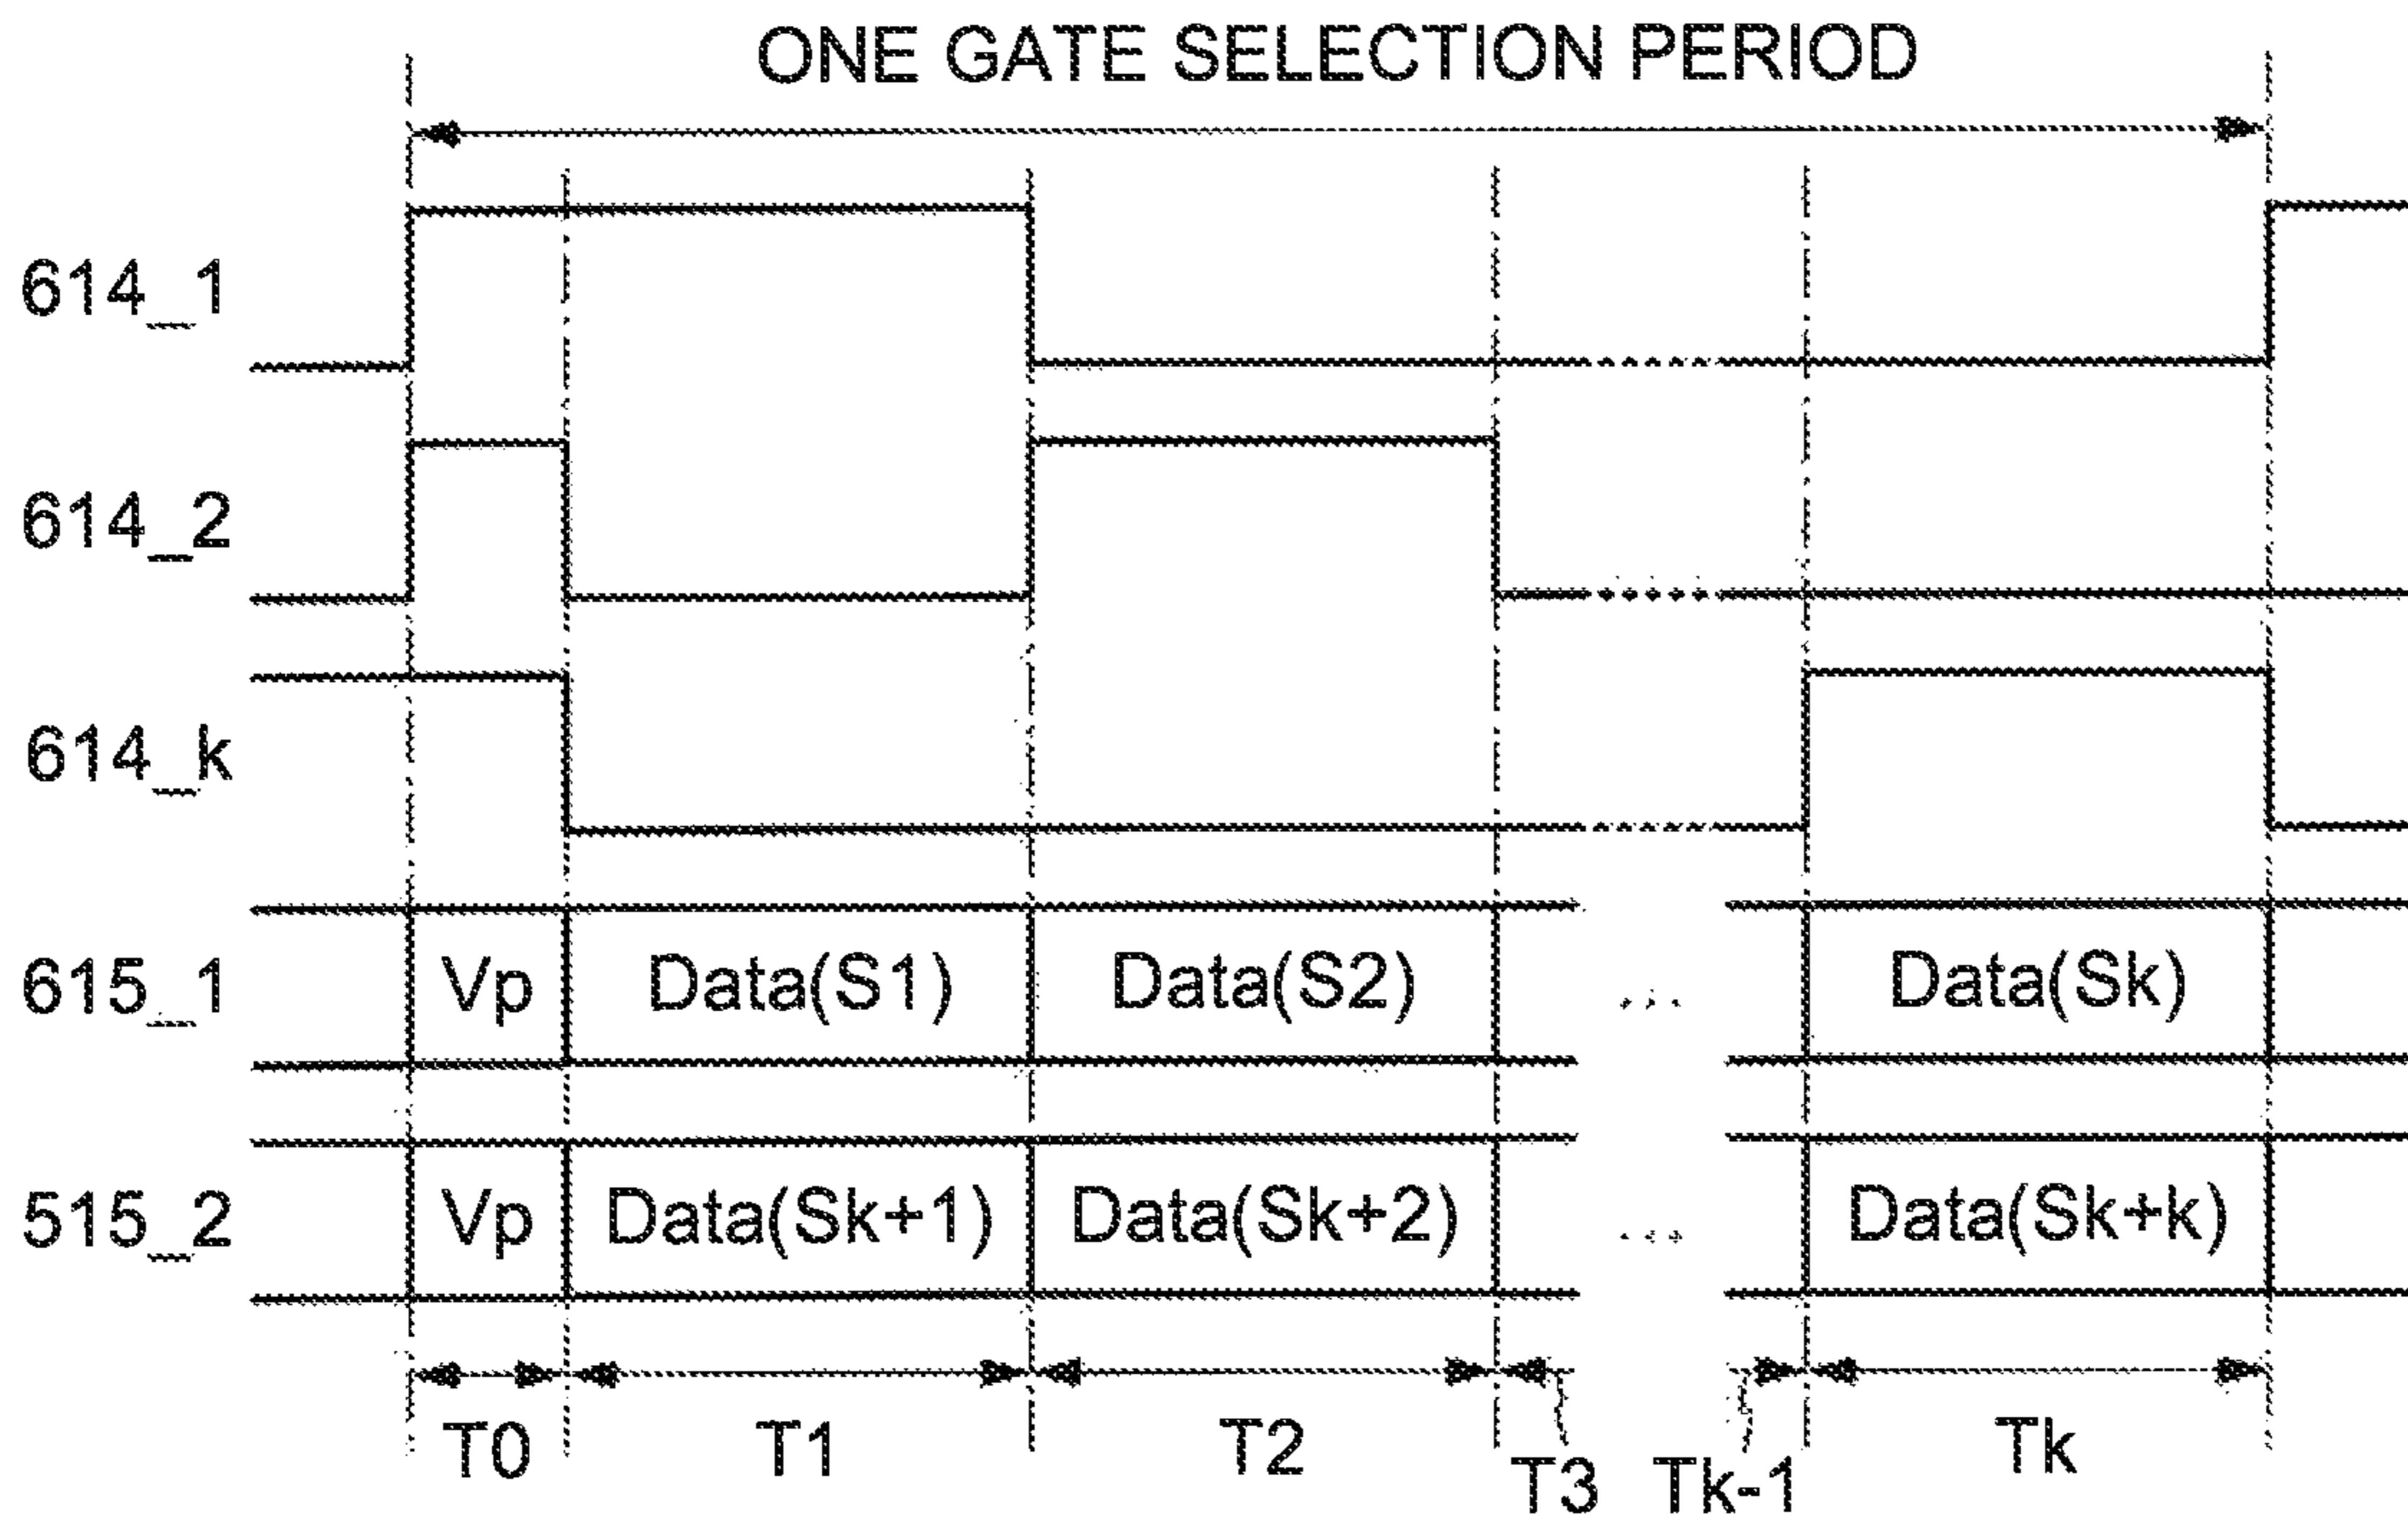 ONE GATE SELECTION PERIOD
614_1
614_2
614_k
615_1 Vp Data(S1) Data(S2) ... Data(Sk)
515_2 Vp Data(Sk+1) Data(Sk+2) ... Data(Sk+k)
T0 T1 T2 T3 Tk-1 Tk